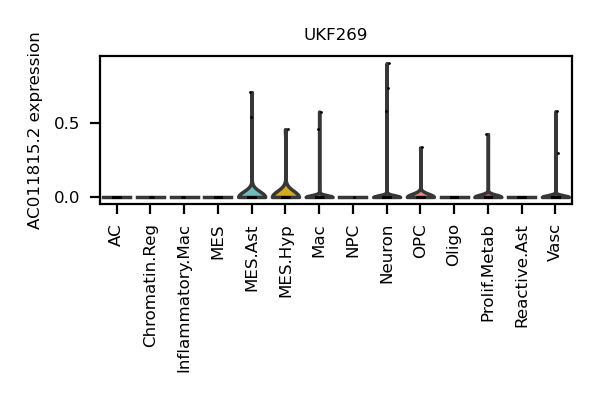 UKF269
AC011815.2 expression
0.5
0.0
AC
Chromatin.Reg
Inflammatory.Mac
MES
MES.Ast
MES.Hyp
Mac
NPC
Neuron
OPC
Oligo
Prolif.Metab
Reactive.Ast
Vasc